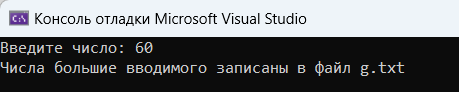 C:\ Консоль отладки Microsoft Visual Studio
Введите число: 60
Числа большие вводимого записаны в файл g.txt